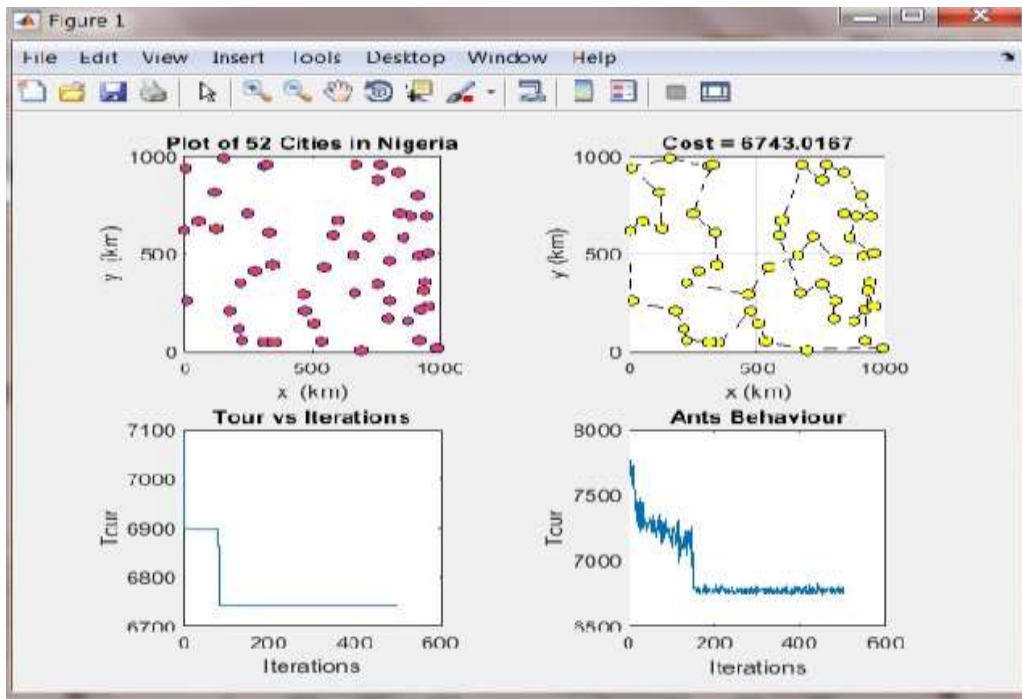 Figure 1
File Edit View Insert Tools Desktop Window Help
Plot of 52 Cities in Nigeria
1000
500
0
y (km)
0 500 1000
x (km)
Cost = 6743.0167
1000
500
0
y (km)
0 500 1000
x (km)
Tour vs Iterations
7100
7000
6900
6800
6700
Tour
0 200 400 600
Iterations
Ants Behaviour
8000
7500
7000
6500
Tour
0 200 400 600
Iterations